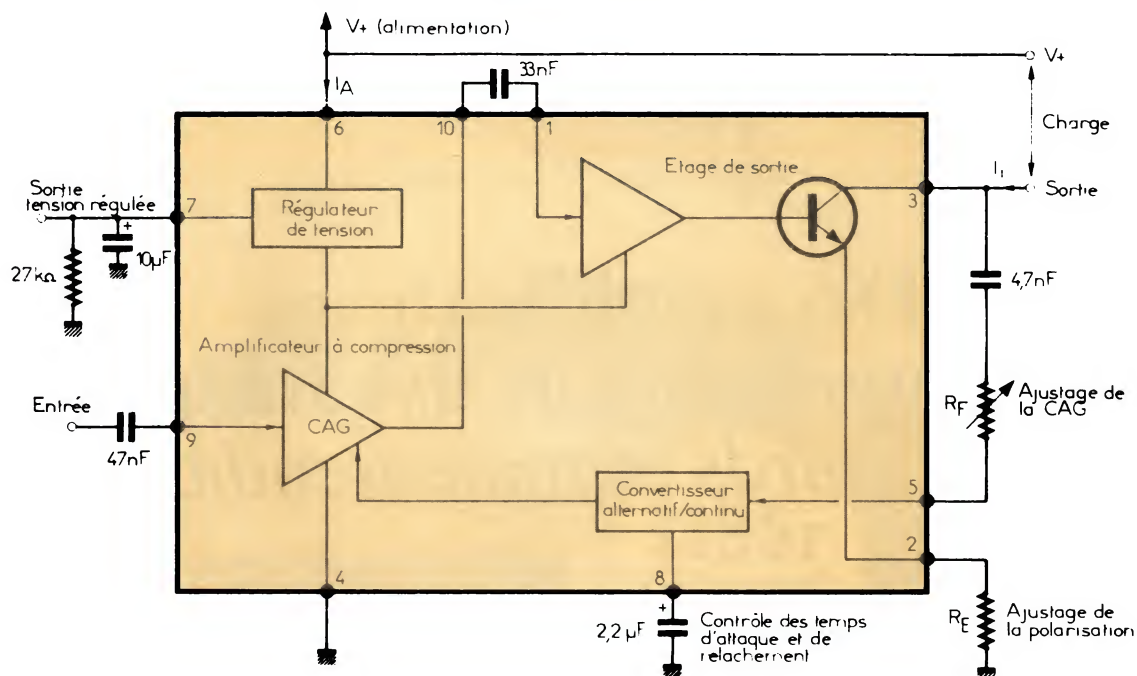 V+ (alimentation)
IA
33nF
V+
6
10
1
Charge
Etage de sortie
I1
Sortie
tension régulée
7
Régulateur
de tension
3
Sortie
+
10µF
27kΩ
4,7nF
Amplificateur à compression
Entrée
CAG
RF
Ajustage de
la CAG
9
47nF
Convertisseur
alternatif/continu
5
2
4
8
+
2,2µF
Contrôle des temps
d'attaque et de
relachement
RE
Ajustage de
la polarisation